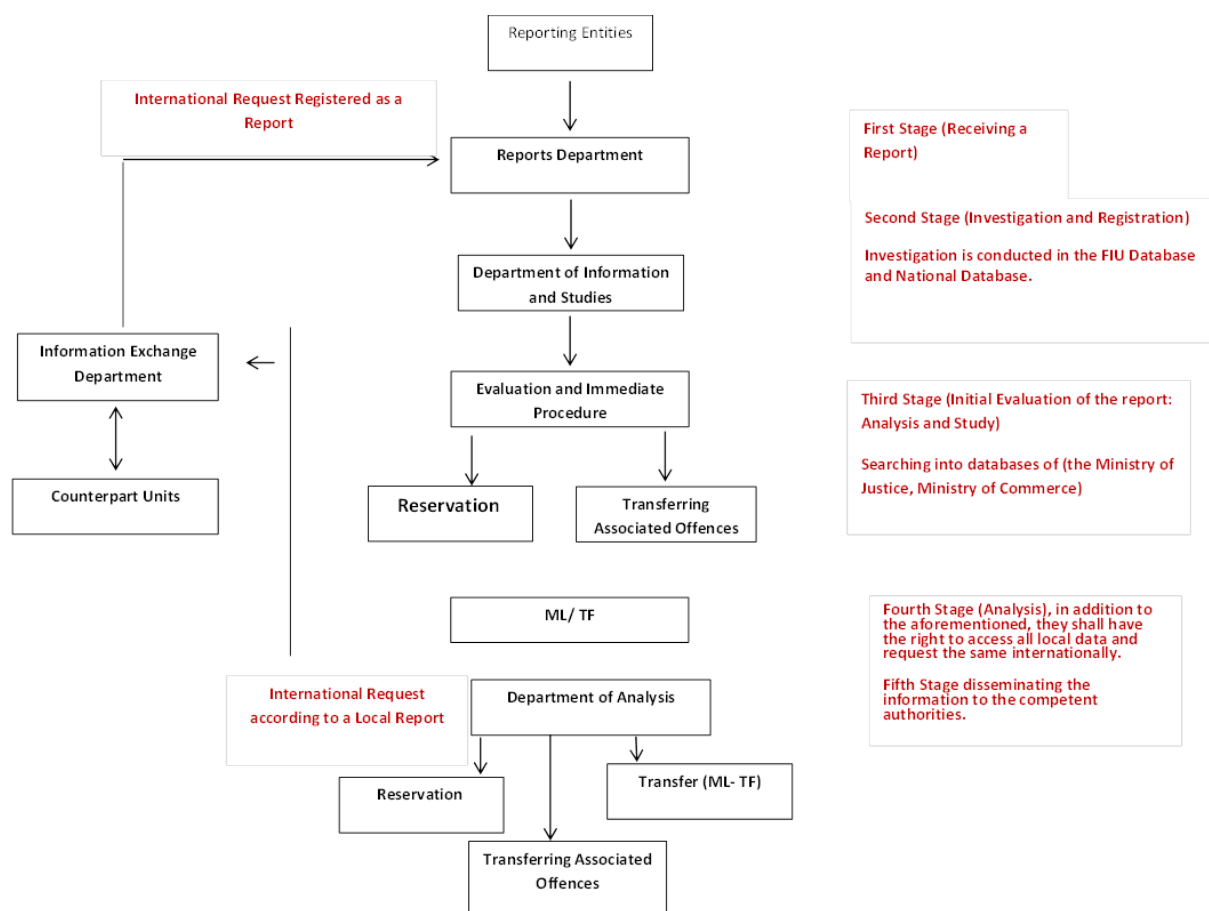 Reporting Entities
International Request Registered as a
Report
First Stage (Receiving a
Report)
Reports Department
Second Stage (Investigation and Registration)
Investigation is conducted in the FIU Database
and National Database.
Department of Information
and Studies
Information Exchange
Department
Evaluation and Immediate
Procedure
Third Stage (Initial Evaluation of the report:
Analysis and Study)
Searching into databases of (the Ministry of
Justice, Ministry of Commerce)
Counterpart Units
Reservation
Transferring
Associated Offences
ML/ TF
Fourth Stage (Analysis), in addition to
the aforementioned, they shall have
the right to access all local data and
request the same internationally.
Fifth Stage disseminating the
information to the competent
authorities.
International Request
according to a Local Report
Department of Analysis
Reservation
Transfer (ML- TF)
Transferring Associated
Offences